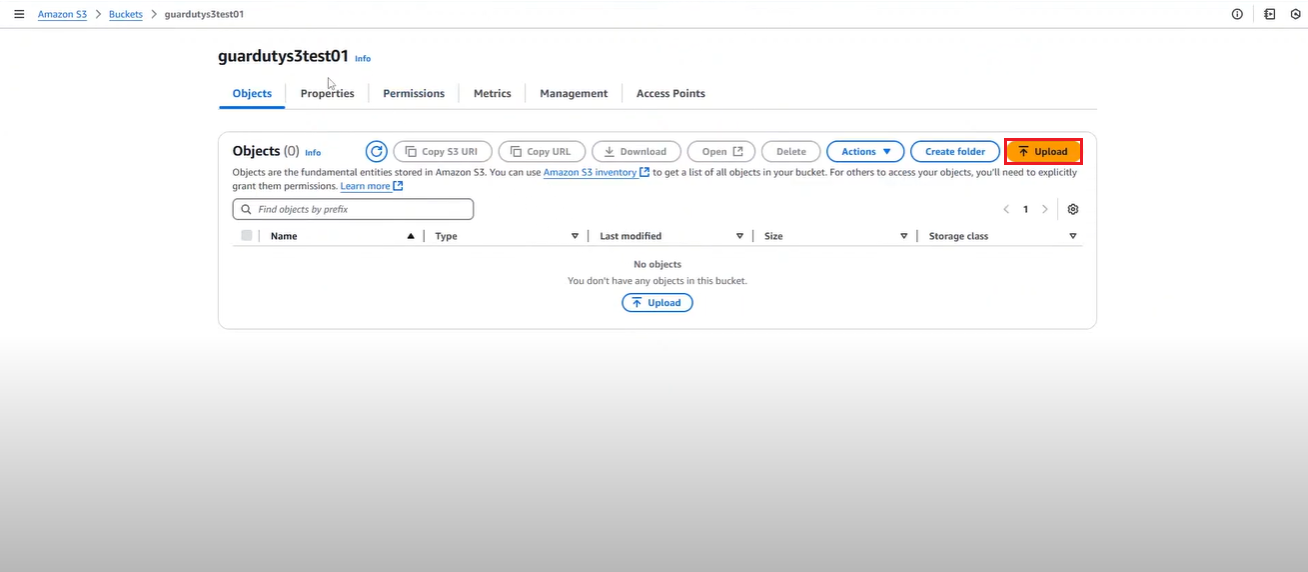 Amazon S3 > Buckets > guardutys3test01
guardutys3test01 Info
Objects Properties Permissions Metrics Management Access Points
Objects (0) Info Copy S3 URI Copy URL Download Open Delete Actions Create folder Upload
Objects are the fundamental entities stored in Amazon S3. You can use Amazon S3 inventory to get a list of all objects in your bucket. For others to access your objects, you'll need to explicitly
grant them permissions. Learn more
Find objects by prefix 1
Name Type Last modified Size Storage class
No objects
You don't have any objects in this bucket.
Upload